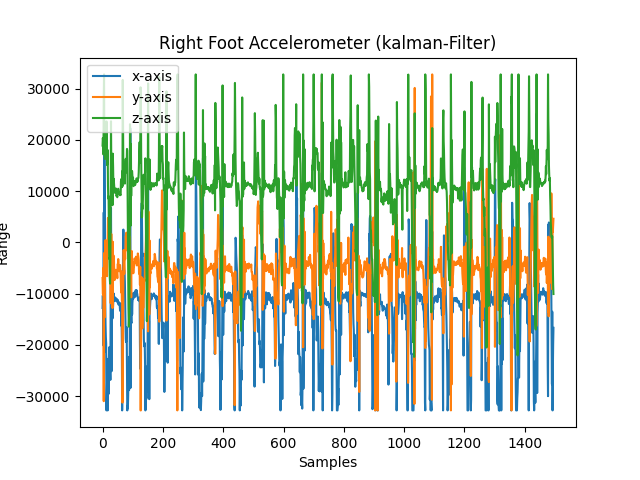 Right Foot Accelerometer (kalman-Filter)
x-axis
y-axis
z-axis
30000
20000
10000
0
−10000
−20000
−30000
Range
0 200 400 600 800 1000 1200 1400
Samples